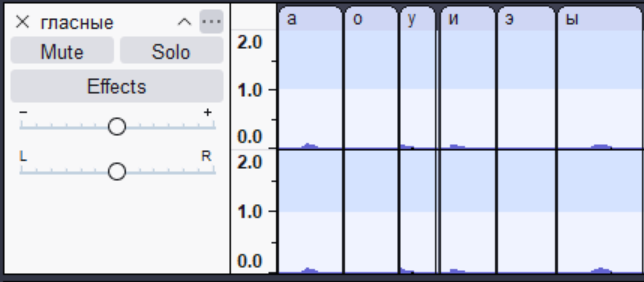 гласные ...
Mute Solo
Effects
- +
L R
а о у и э ы
2.0
1.0
0.0
2.0
1.0
0.0